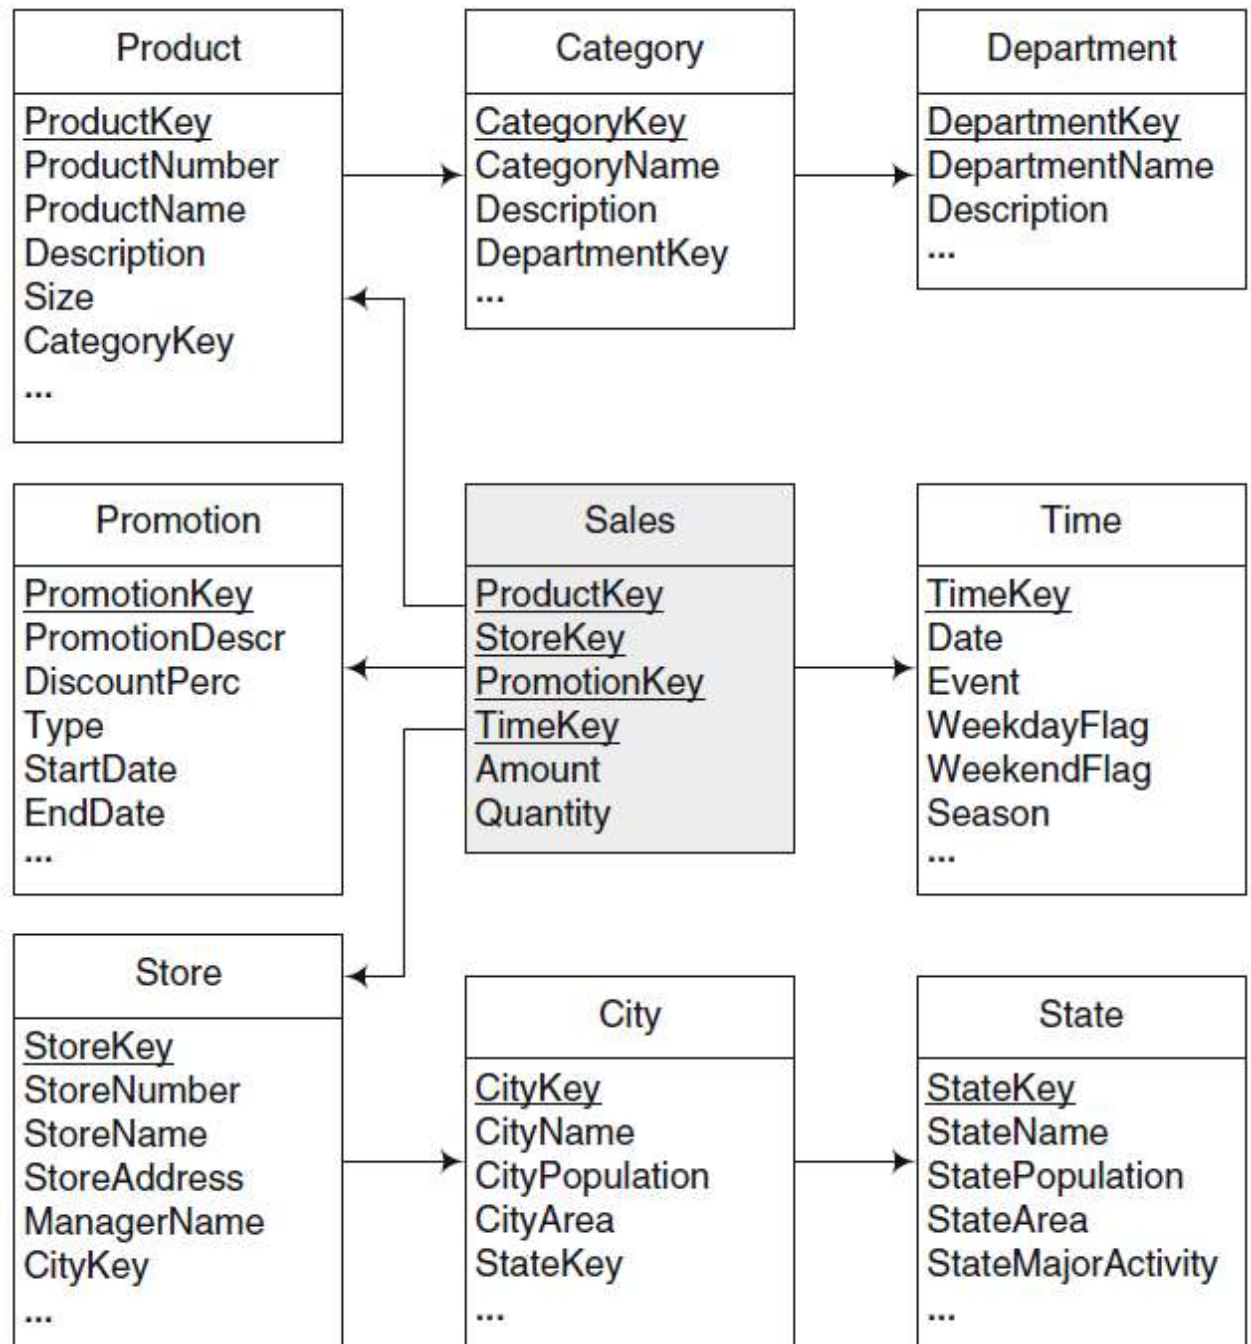 Product
ProductKey
ProductNumber
ProductName
Description
Size
CategoryKey
...
Category
CategoryKey
CategoryName
Description
DepartmentKey
...
Department
DepartmentKey
DepartmentName
Description
...
Promotion
PromotionKey
PromotionDescr
DiscountPerc
Type
StartDate
EndDate
...
Sales
ProductKey
StoreKey
PromotionKey
TimeKey
Amount
Quantity
Time
TimeKey
Date
Event
WeekdayFlag
WeekendFlag
Season
...
Store
StoreKey
StoreNumber
StoreName
StoreAddress
ManagerName
CityKey
...
City
CityKey
CityName
CityPopulation
CityArea
StateKey
...
State
StateKey
StateName
StatePopulation
StateArea
StateMajorActivity
...